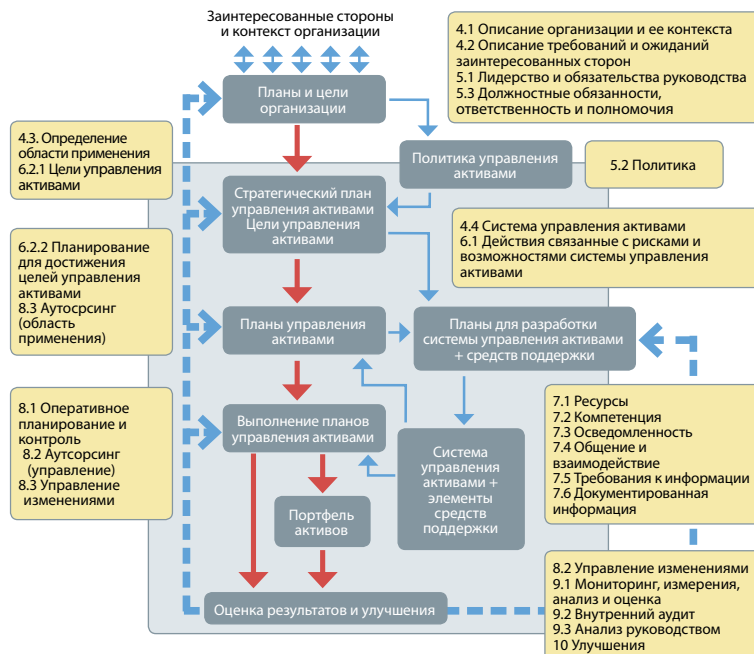 Заинтересованные стороны
и контекст организации
4.1 Описание организации и ее контекста
4.2 Описание требований и ожиданий
заинтересованных сторон
5.1 Лидерство и обязательства руководства
5.3 Должностные обязанности,
ответственность и полномочия
Планы и цели
организации
4.3. Определение
области применения
6.2.1 Цели управления
активами
Политика управления
активами
5.2 Политика
Стратегический план
управления активами
Цели управления
активами
4.4 Система управления активами
6.1 Действия связанные с рисками и
возможностями системы управления
активами
6.2.2 Планирование
для достижения
целей управления
активами
8.3 Аутосрсинг
(область
применения)
Планы управления
активами
Планы для разработки
системы управления активами
+ средств поддержки
8.1 Оперативное
планирование и
контроль
8.2 Аутсорсинг
(управление)
8.3 Управление
изменениями
Выполнение планов
управления активами
Система
управления
активами +
элементы
средств
поддержки
7.1 Ресурсы
7.2 Компетенция
7.3 Осведомленность
7.4 Общение и
взаимодействие
7.5 Требования к информации
7.6 Документированная
информация
Портфель
активов
Оценка результатов и улучшения
8.2 Управление изменениями
9.1 Мониторинг, измерения,
анализ и оценка
9.2 Внутренний аудит
9.3 Анализ руководством
10 Улучшения